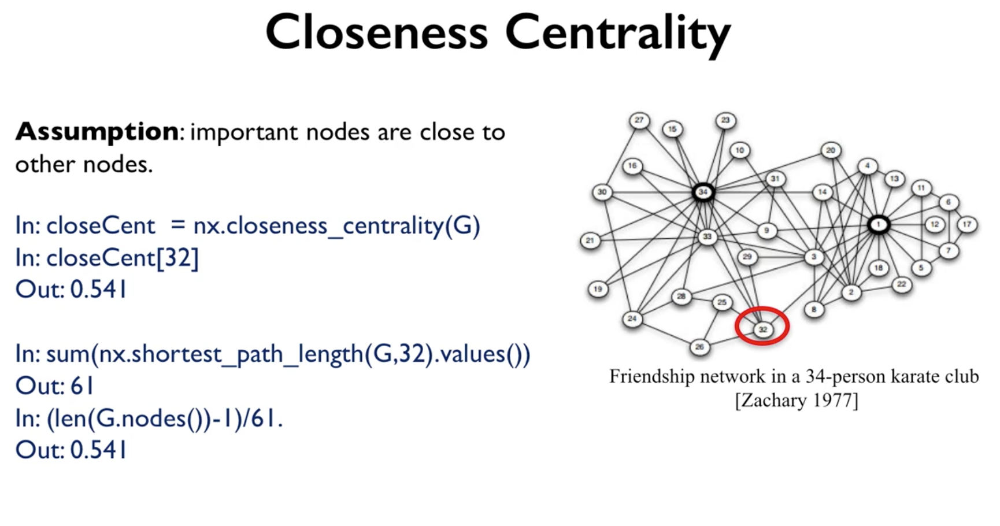 Closeness Centrality
Assumption: important nodes are close to
other nodes.
In: closeCent = nx.closeness_centrality(G)
In: closeCent[32]
Out: 0.541
In: sum(nx.shortest_path_length(G,32).values())
Out: 61
In: (len(G.nodes())-1)/61.
Out: 0.541
27
15
23
10
20
16
4
31
13
11
30
34
14
6
1
12
17
9
21
33
7
29
3
18
5
19
22
2
28
25
8
24
32
26
Friendship network in a 34-person karate club
[Zachary 1977]